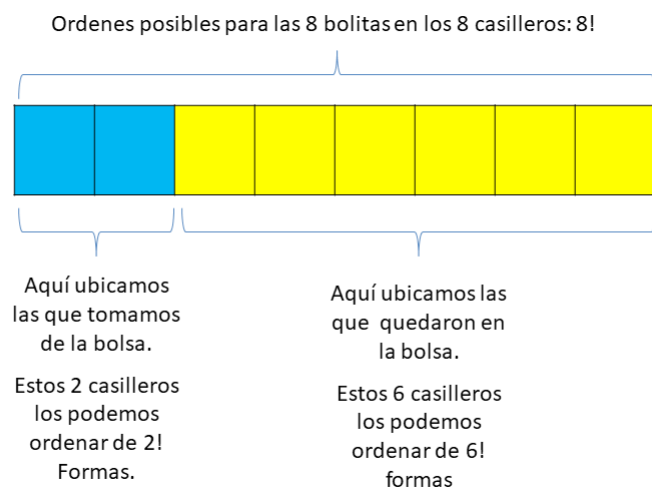 Ordenes posibles para las 8 bolitas en los 8 casilleros: 8!
Aquí ubicamos
las que tomamos
de la bolsa.
Estos 2 casilleros
los podemos
ordenar de 2!
Formas.
Aquí ubicamos las
que quedaron en
la bolsa.
Estos 6 casilleros
los podemos
ordenar de 6!
formas